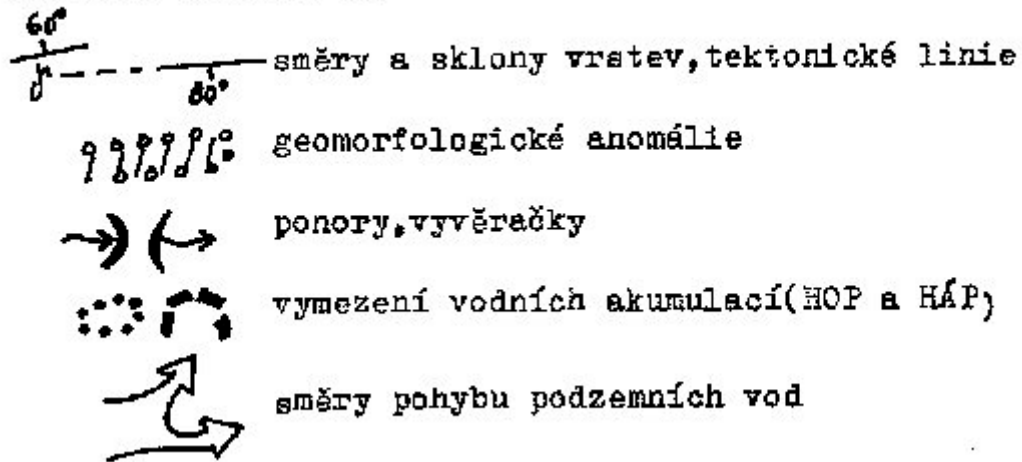 60°
směry a sklony vrstev,tektonické linie
80°
geomorfologické anomálie
ponory,vyvěračky
vymezení vodních akumulací(HOP a HÁP)
směry pohybu podzemních vod